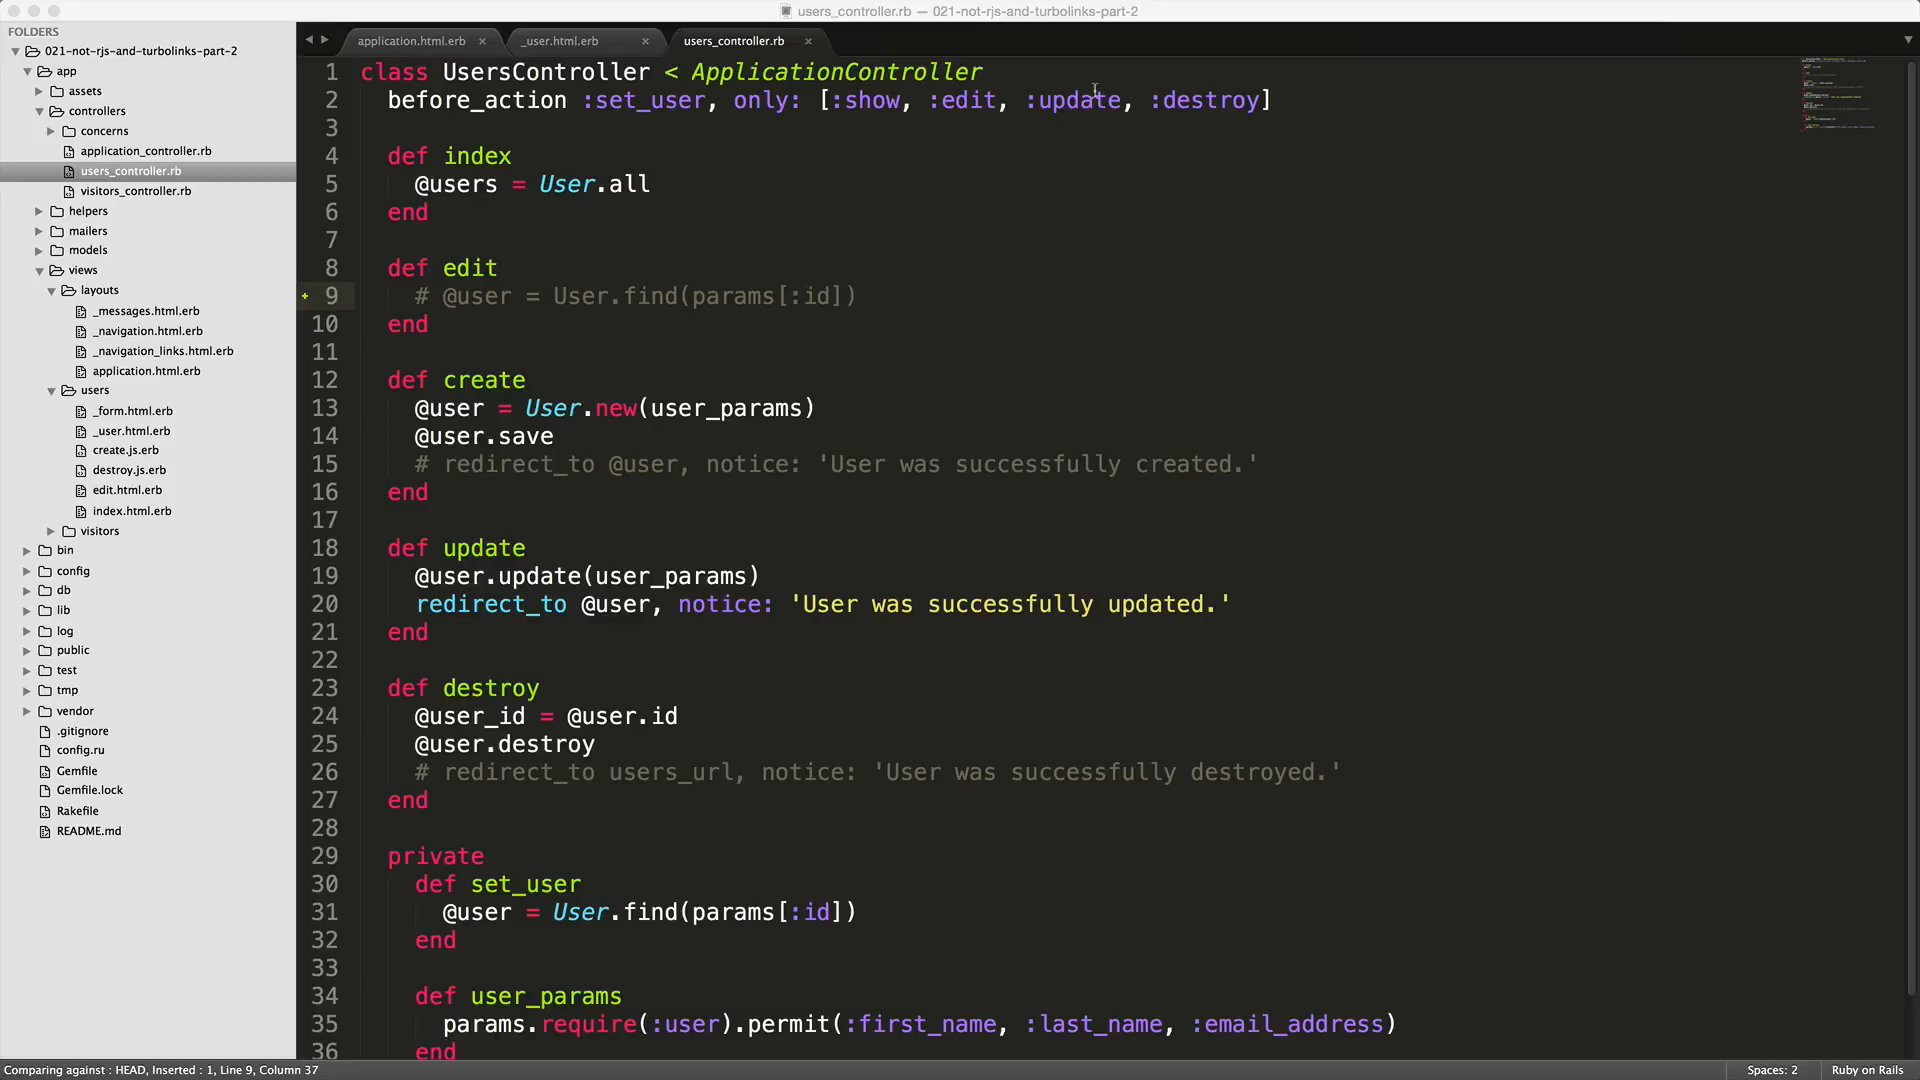 users_controller.rb — 021-not-rjs-and-turbolinks-part-2
FOLDERS
021-not-rjs-and-turbolinks-part-2
app
assets
controllers
concerns
application_controller.rb
users_controller.rb
visitors_controller.rb
helpers
mailers
models
views
layouts
_messages.html.erb
_navigation.html.erb
_navigation_links.html.erb
application.html.erb
users
_form.html.erb
_user.html.erb
create.js.erb
destroy.js.erb
edit.html.erb
index.html.erb
visitors
bin
config
db
lib
log
public
test
tmp
vendor
.gitignore
config.ru
Gemfile
Gemfile.lock
Rakefile
README.md
application.html.erb × _user.html.erb × users_controller.rb ×
1 class UsersController < ApplicationController
2 before_action :set_user, only: [:show, :edit, :update, :destroy]
3
4 def index
5 @users = User.all
6 end
7
8 def edit
9 # @user = User.find(params[:id])
10 end
11
12 def create
13 @user = User.new(user_params)
14 @user.save
15 # redirect_to @user, notice: 'User was successfully created.'
16 end
17
18 def update
19 @user.update(user_params)
20 redirect_to @user, notice: 'User was successfully updated.'
21 end
22
23 def destroy
24 @user_id = @user.id
25 @user.destroy
26 # redirect_to users_url, notice: 'User was successfully destroyed.'
27 end
28
29 private
30 def set_user
31 @user = User.find(params[:id])
32 end
33
34 def user_params
35 params.require(:user).permit(:first_name, :last_name, :email_address)
36 end
Comparing against : HEAD, Inserted : 1, Line 9, Column 37
Spaces: 2
Ruby on Rails